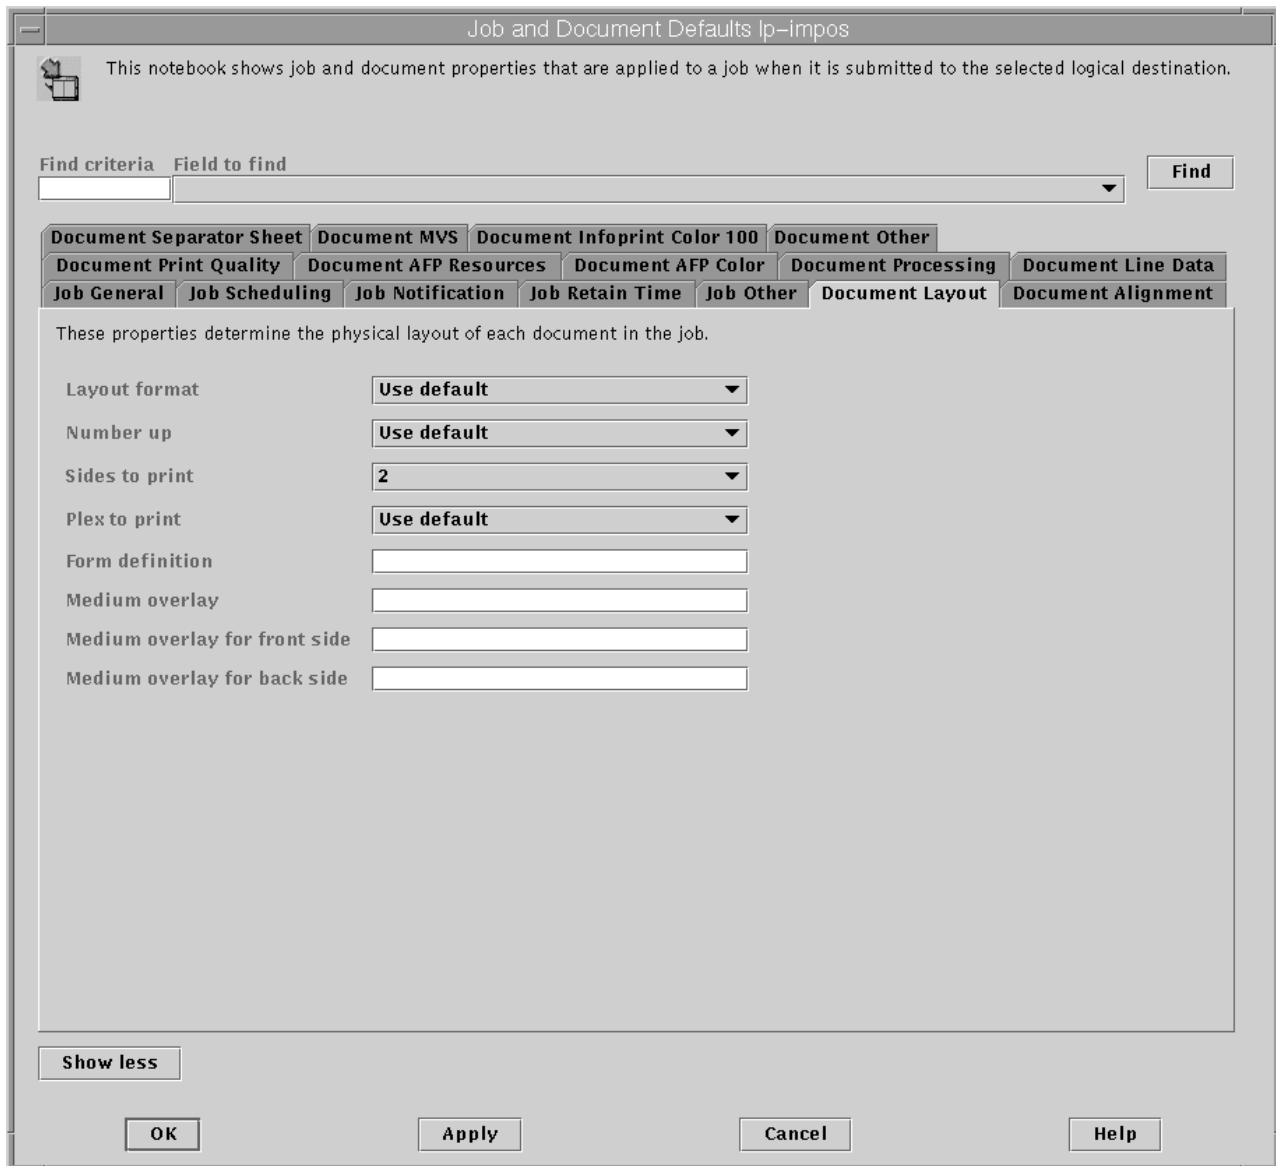 Job and Document Defaults lp-impos
This notebook shows job and document properties that are applied to a job when it is submitted to the selected logical destination.
Find criteria Field to find
Find
Document Separator Sheet Document MVS Document Infoprint Color 100 Document Other
Document Print Quality Document AFP Resources Document AFP Color Document Processing Document Line Data
Job General Job Scheduling Job Notification Job Retain Time Job Other Document Layout Document Alignment
These properties determine the physical layout of each document in the job.
Layout format Use default
Number up Use default
Sides to print 2
Plex to print Use default
Form definition
Medium overlay
Medium overlay for front side
Medium overlay for back side
Show less
OK Apply Cancel Help